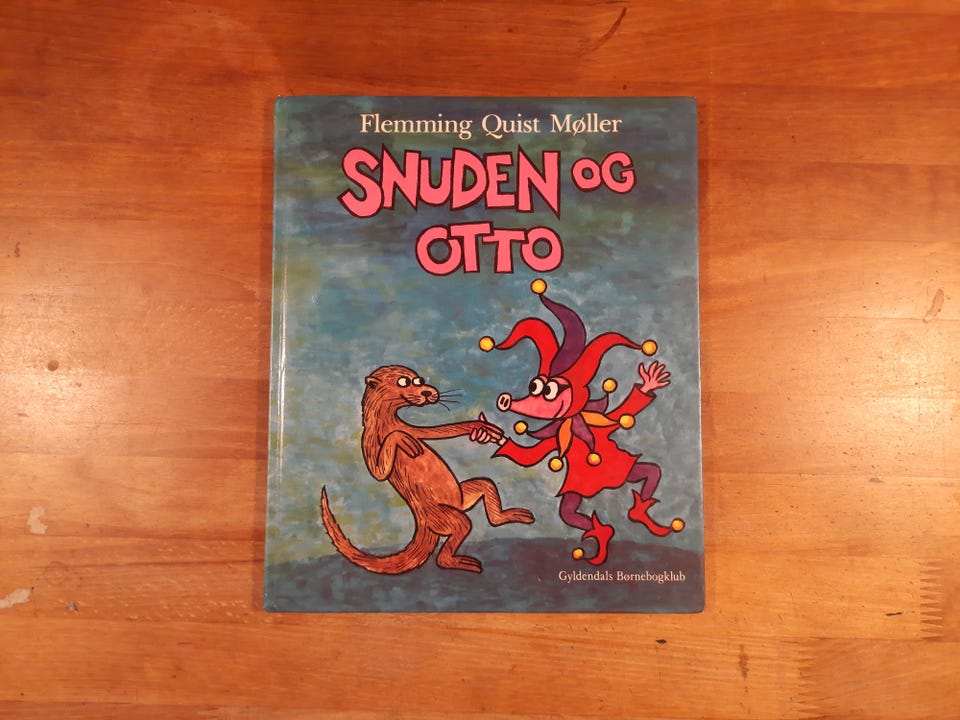 Flemming Quist Møller
SNUDEN OG
OTTO
Gyldendals Børnebogklub